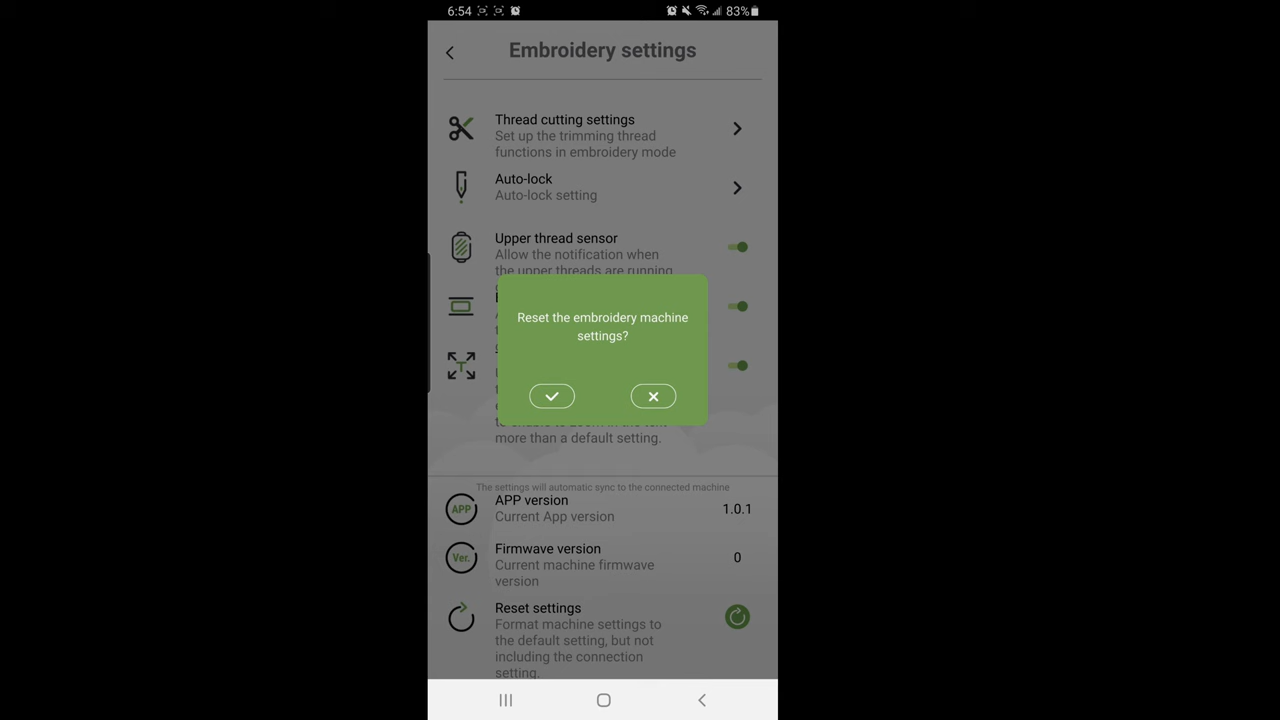 6:54
83%
Embroidery settings
Thread cutting settings
Set up the trimming thread
functions in embroidery mode
Auto-lock
Auto-lock setting
Upper thread sensor
Allow the notification when
the upper threads are running
Reset the embroidery machine
settings?
more than a default setting.
The settings will automatic sync to the connected machine
APP
APP version
Current App version
1.0.1
Ver.
Firmwave version
Current machine firmwave
version
0
Reset settings
Format machine settings to
the default setting, but not
including the connection
setting.